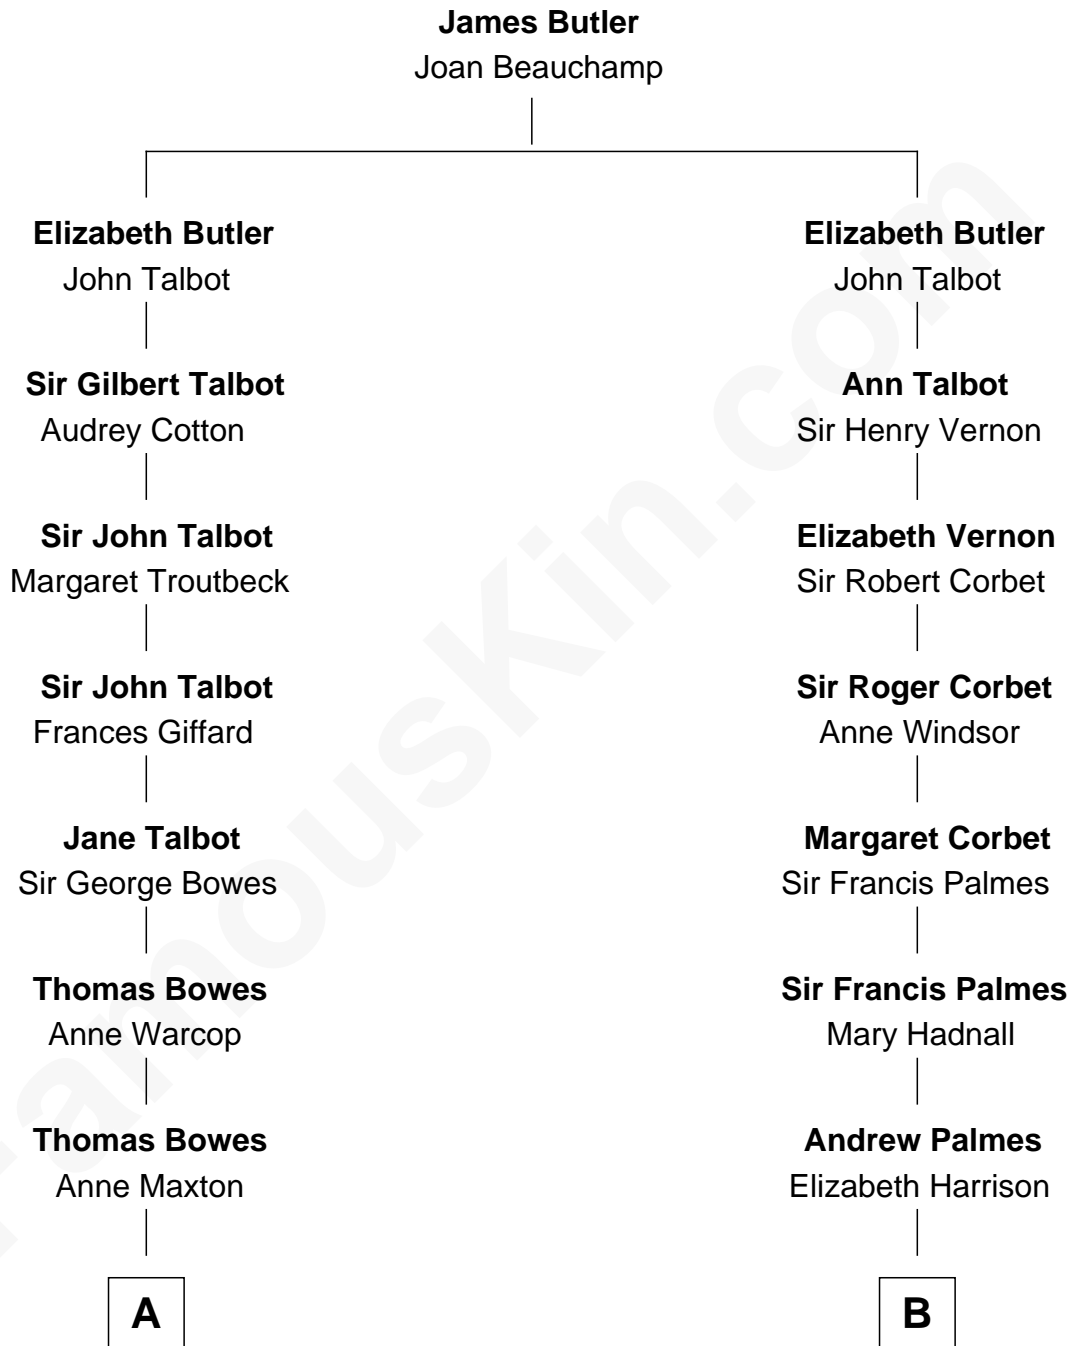 James Butler
Joan Beauchamp
Elizabeth Butler
John Talbot
Sir Gilbert Talbot
Audrey Cotton
Sir John Talbot
Margaret Troutbeck
Sir John Talbot
Frances Giffard
Jane Talbot
Sir George Bowes
Thomas Bowes
Anne Warcop
Thomas Bowes
Anne Maxton
A
Elizabeth Butler
John Talbot
Ann Talbot
Sir Henry Vernon
Elizabeth Vernon
Sir Robert Corbet
Sir Roger Corbet
Anne Windsor
Margaret Corbet
Sir Francis Palmes
Sir Francis Palmes
Mary Hadnall
Andrew Palmes
Elizabeth Harrison
B
FamousKin.com